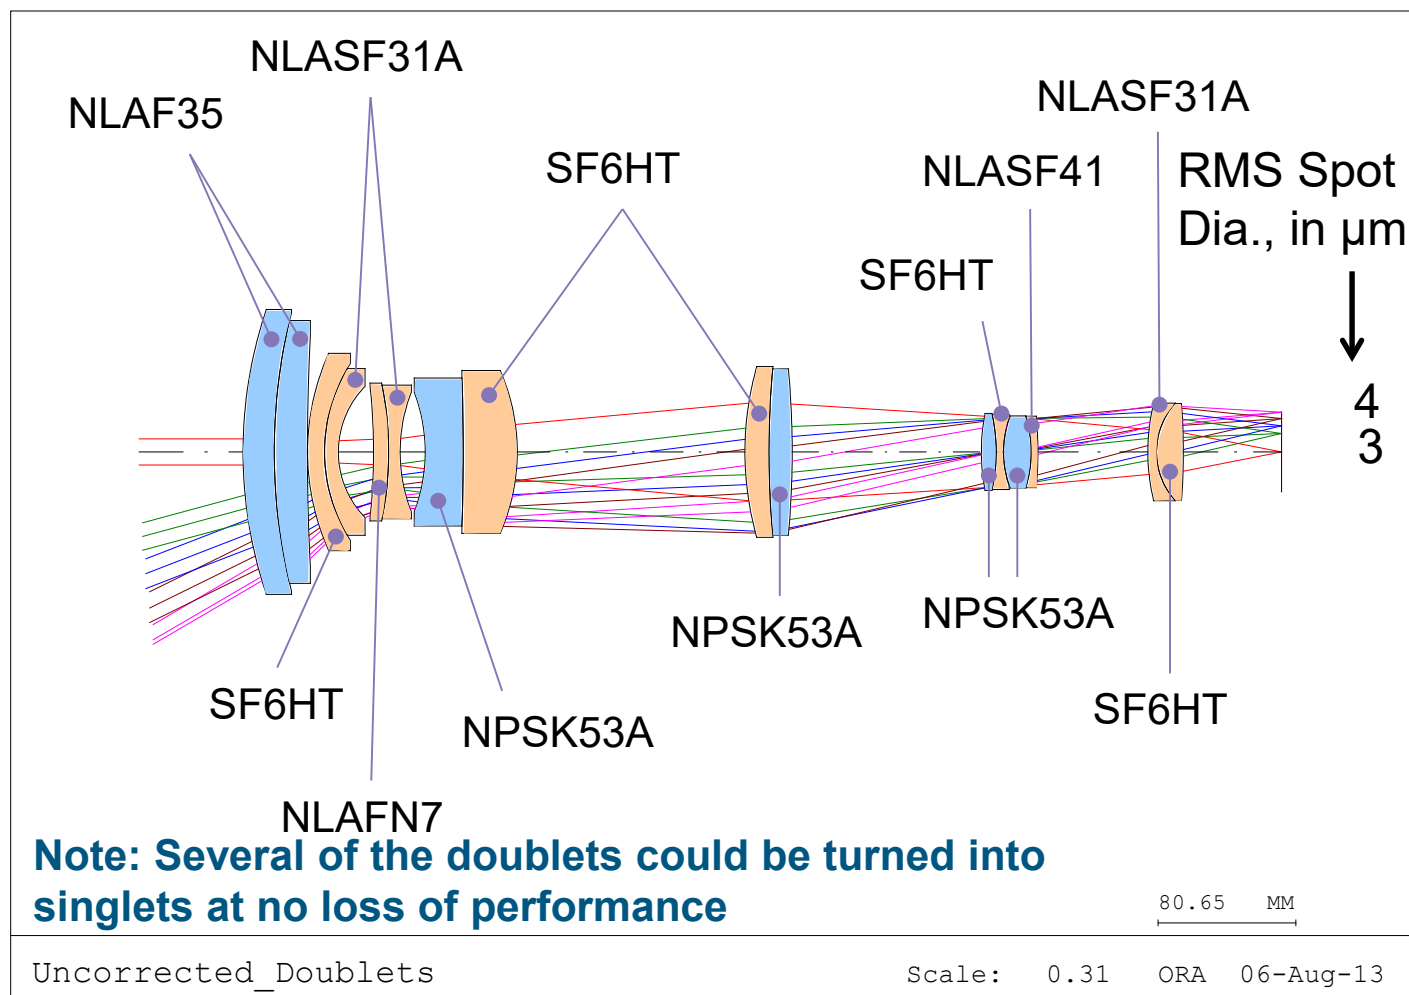 NLASF31A
NLAF35
NLASF31A
SF6HT
NLASF41
RMS Spot
Dia., in µm
SF6HT
4
3
NPSK53A
NPSK53A
SF6HT
NPSK53A
SF6HT
NLAFN7
Note: Several of the doublets could be turned into
singlets at no loss of performance
80.65 MM
Uncorrected_Doublets
Scale: 0.31 ORA 06-Aug-13